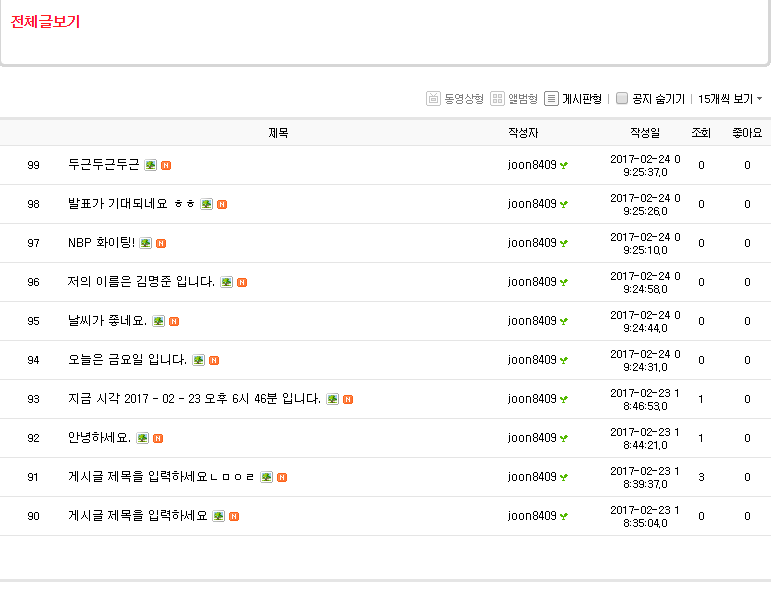 전체글보기
동영상형 앨범형 게시판형 | 공지 숨기기 | 15개씩 보기
제목 작성자 작성일 조회 좋아요
99 두근두근두근 N joon8409 2017-02-24 0 0 0
9:25:37.0
98 발표가 기대되네요 ㅎㅎ N joon8409 2017-02-24 0 0 0
9:25:26.0
97 NBP 화이팅! N joon8409 2017-02-24 0 0 0
9:25:10.0
96 저의 이름은 김명준 입니다. N joon8409 2017-02-24 0 0 0
9:24:58.0
95 날씨가 좋네요. N joon8409 2017-02-24 0 0 0
9:24:44.0
94 오늘은 금요일 입니다. N joon8409 2017-02-24 0 0 0
9:24:31.0
93 지금 시각 2017 - 02 - 23 오후 6시 46분 입니다. N joon8409 2017-02-23 1 1 0
8:46:53.0
92 안녕하세요. N joon8409 2017-02-23 1 1 0
8:44:21.0
91 게시글 제목을 입력하세요ㄴㅁㅇㄹ N joon8409 2017-02-23 1 3 0
8:39:37.0
90 게시글 제목을 입력하세요 N joon8409 2017-02-23 1 0 0
8:35:04.0